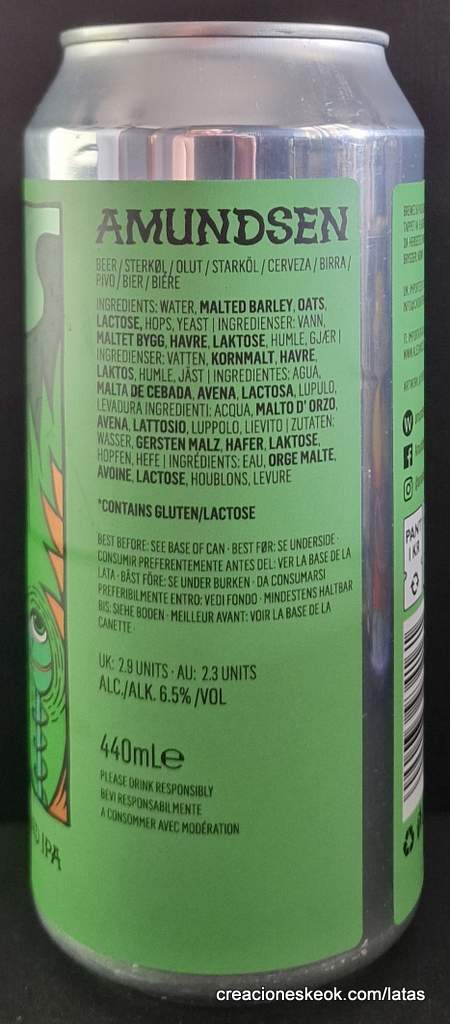 AMUNDSEN
BEER / STERKØL / OLUT / STARKÖL / CERVEZA / BIRRA /
PIVO / BIER / BIÈRE
INGREDIENTS: WATER, MALTED BARLEY, OATS,
LACTOSE, HOPS, YEAST | INGREDIENSER: VANN,
MALTET BYGG, HAVRE, LAKTOSE, HUMLE, GJÆR |
INGREDIENSER: VATTEN, KORNMALT, HAVRE,
LAKTOS, HUMLE, JÄST | INGREDIENTES: AGUA,
MALTA DE CEBADA, AVENA, LACTOSA, LUPULO,
LEVADURA INGREDIENTI: ACQUA, MALTO D' ORZO,
AVENA, LATTOSIO, LUPPOLO, LIEVITO | ZUTATEN:
WASSER, GERSTEN MALZ, HAFER, LAKTOSE,
HOPFEN, HEFE | INGRÉDIENTS: EAU, ORGE MALTE,
AVOINE, LACTOSE, HOUBLONS, LEVURE
*CONTAINS GLUTEN/LACTOSE
BEST BEFORE: SEE BASE OF CAN · BEST FØR: SE UNDERSIDE ·
CONSUMIR PREFERENTEMENTE ANTES DEL: VER LA BASE DE LA
LATA · BÄST FÖRE: SE UNDER BURKEN · DA CONSUMARSI
PREFERIBILMENTE ENTRO: VEDI FONDO · MINDESTENS HALTBAR
BIS: SIEHE BODEN · MEILLEUR AVANT: VOIR LA BASE DE LA
CANETTE ·
UK: 2.9 UNITS · AU: 2.3 UNITS
ALC./ALK. 6.5% /VOL
440mL℮
PLEASE DRINK RESPONSIBLY
BEVI RESPONSABILMENTE
A CONSOMMER AVEC MODÉRATION
IPA
PANT
1 KR
creacioneskeok.com/latas